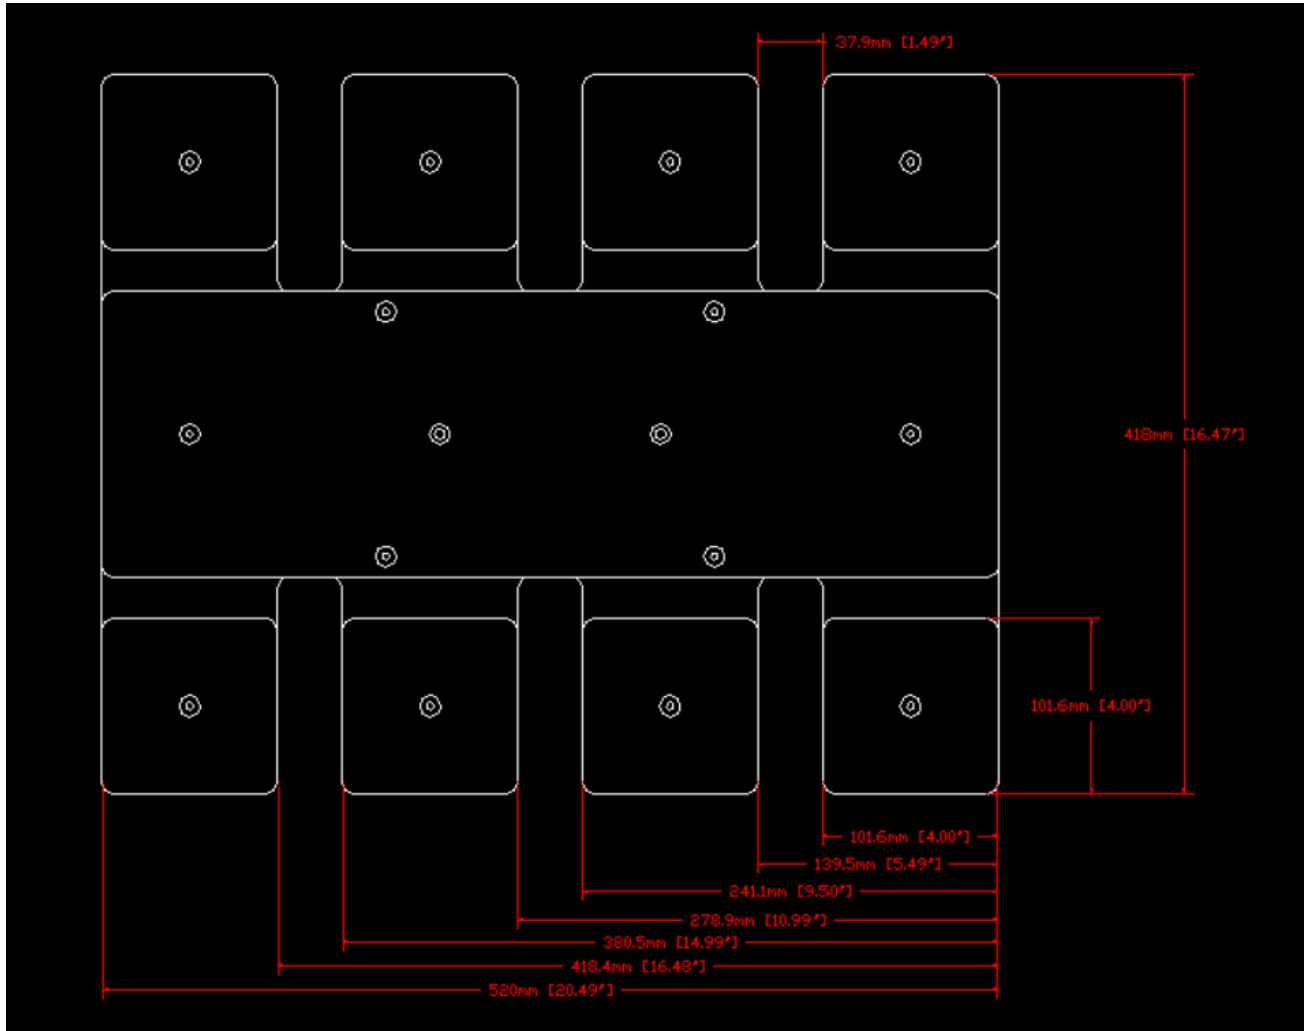 37.9mm [1.49"]
418mm [16.47"]
101.6mm [4.00"]
101.6mm [4.00"]
139.5mm [5.49"]
241.1mm [9.50"]
278.9mm [10.99"]
380.5mm [14.99"]
418.4mm [16.48"]
520mm [20.49"]